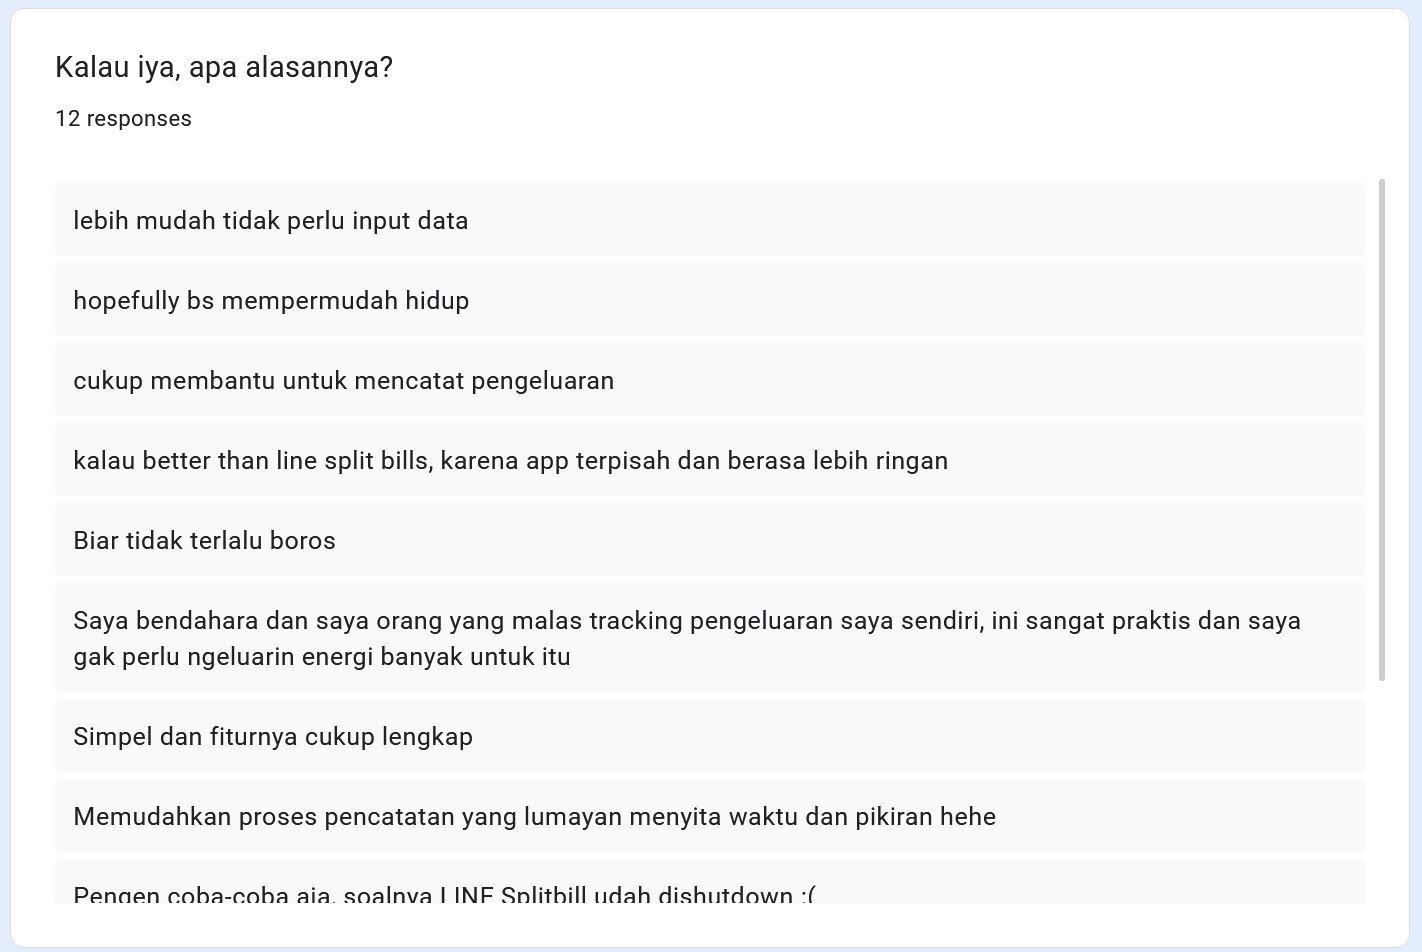 Kalau iya, apa alasannya?
12 responses
lebih mudah tidak perlu input data
hopefully bs mempermudah hidup
cukup membantu untuk mencatat pengeluaran
kalau better than line split bills, karena app terpisah dan berasa lebih ringan
Biar tidak terlalu boros
Saya bendahara dan saya orang yang malas tracking pengeluaran saya sendiri, ini sangat praktis dan saya
gak perlu ngeluarin energi banyak untuk itu
Simpel dan fiturnya cukup lengkap
Memudahkan proses pencatatan yang lumayan menyita waktu dan pikiran hehe
Pengen coba-coba aja, soalnya LINE Splitbill udah dishutdown :(